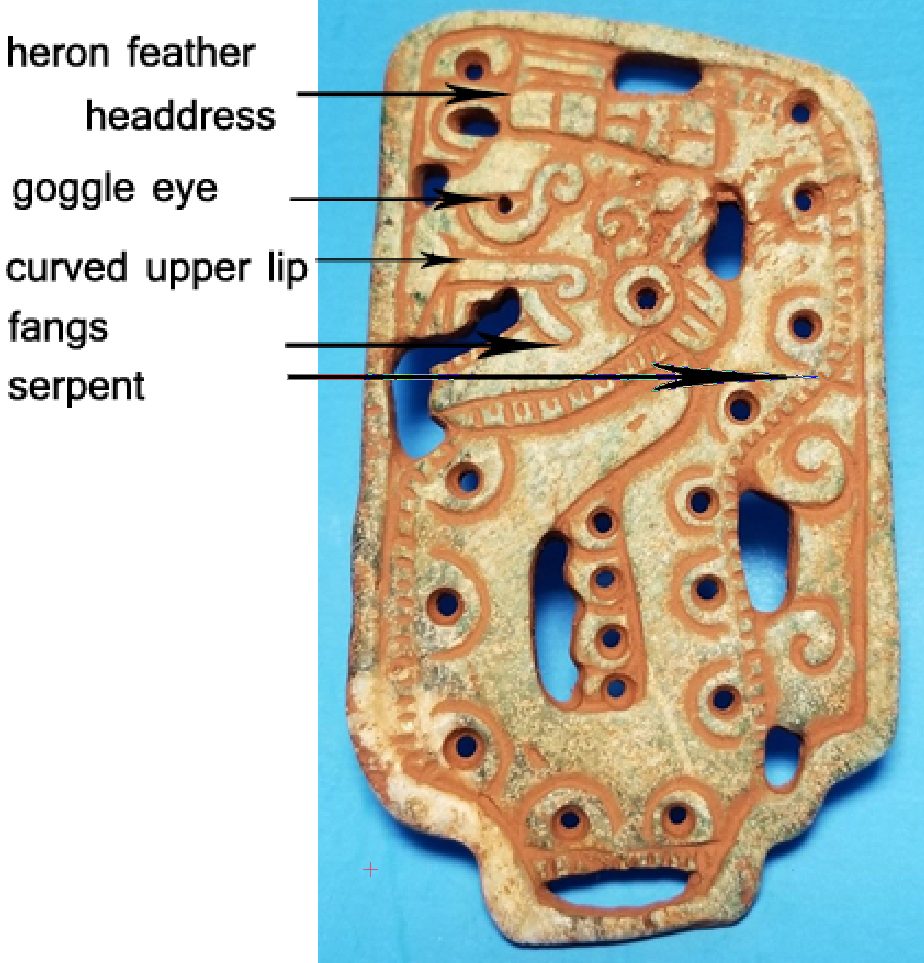 heron feather
headdress
goggle eye
curved upper lip
fangs
serpent